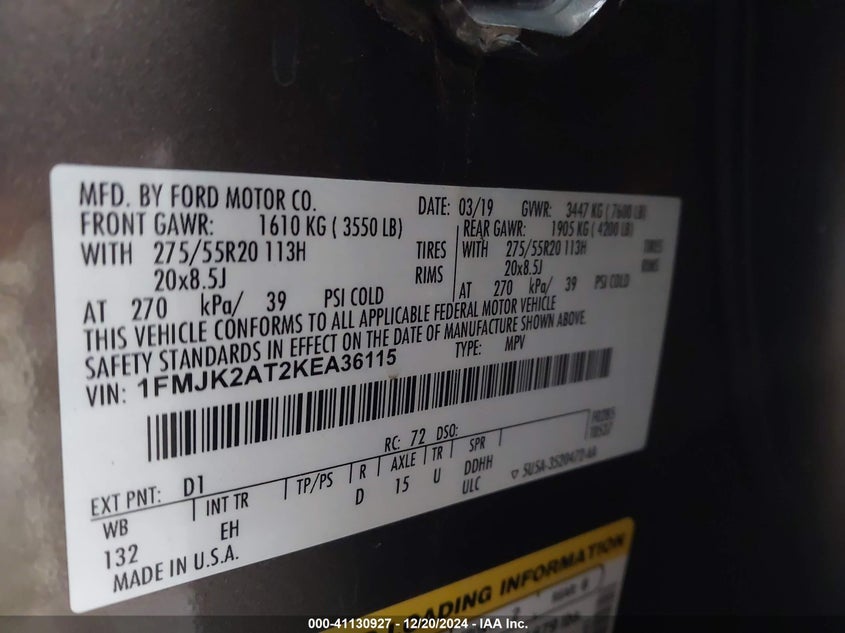 MFD. BY FORD MOTOR CO. DATE: 03/19 GVWR: 3447 KG ( 7600 LB)
FRONT GAWR: 1610 KG ( 3550 LB) REAR GAWR: 1905 KG ( 4200 LB)
WITH 275/55R20 113H TIRES WITH 275/55R20 113H TIRES
20x8.5J RIMS 20x8.5J RIMS
AT 270 kPa/ 39 PSI COLD AT 270 kPa/ 39 PSI COLD
THIS VEHICLE CONFORMS TO ALL APPLICABLE FEDERAL MOTOR VEHICLE
SAFETY STANDARDS IN EFFECT ON THE DATE OF MANUFACTURE SHOWN ABOVE.
VIN: 1FMJK2AT2KEA36115 TYPE: MPV
EXT PNT: D1 RC: 72 DSO:
WB INT TR TP/PS R AXLE TR SPR
132 EH D 15 U DDHH
ULC
MADE IN U.S.A.
▽ 5U5A-3520472-AA
LOADING INFORMATION
000-41130927 - 12/20/2024 - IAA Inc.